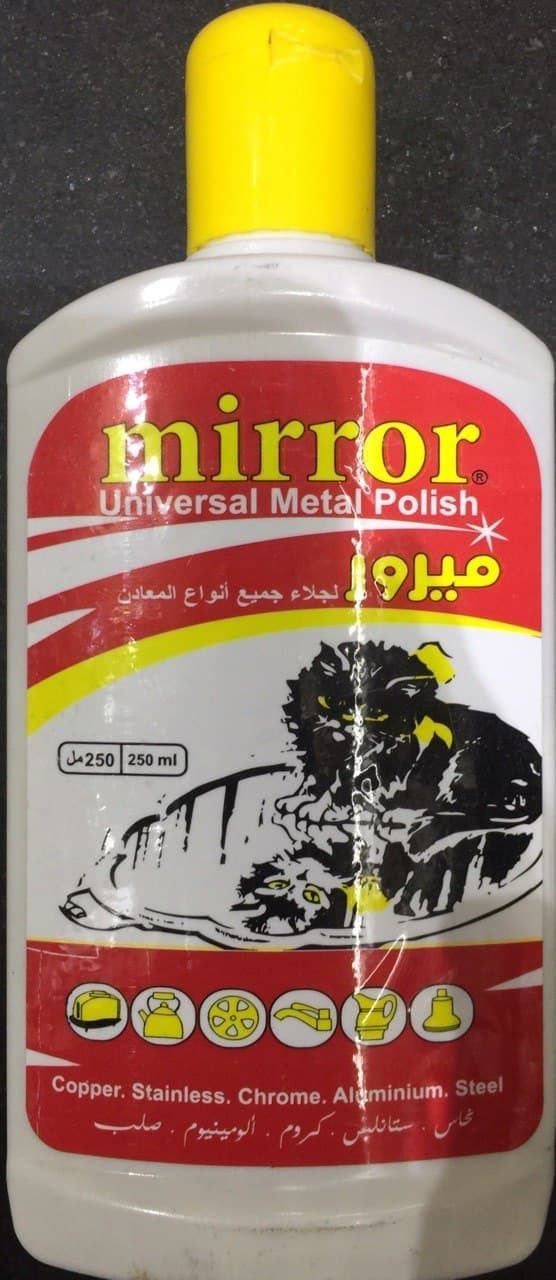 mirror®
Universal Metal Polish
ميرور
لجلاء جميع أنواع المعادن
250 مل | 250 ml
Copper. Stainless. Chrome. Aluminium. Steel
نحاس . ستانلس . كروم . ألومينيوم . صلب